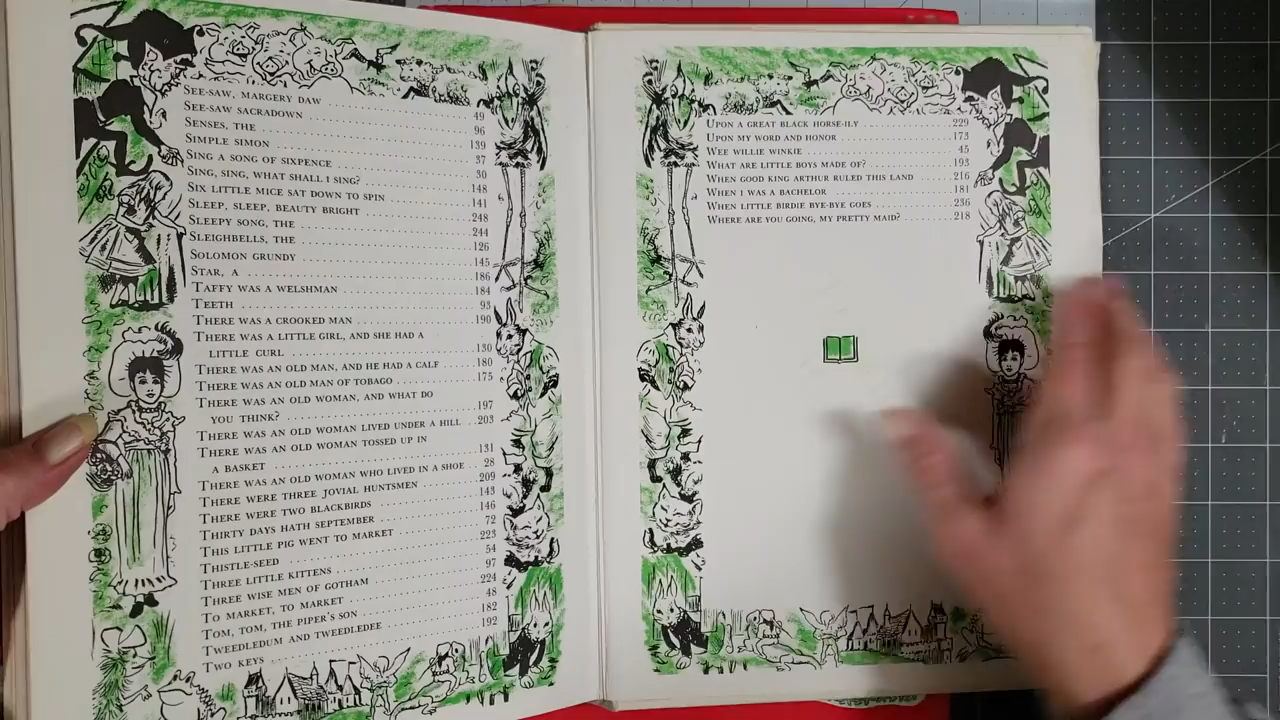 SEE-SAW, MARGERY DAW .......... 49
SEE-SAW SACRADOWN .......... 96
SENSES, THE .......... 139
SIMPLE SIMON .......... 37
SING A SONG OF SIXPENCE .......... 30
SING, SING, WHAT SHALL I SING? .......... 148
SIX LITTLE MICE SAT DOWN TO SPIN .......... 141
SLEEP, SLEEP, BEAUTY BRIGHT .......... 248
SLEEPY SONG, THE .......... 244
SLEIGHBELLS, THE .......... 126
SOLOMON GRUNDY .......... 145
STAR, A .......... 186
TAFFY WAS A WELSHMAN .......... 184
TEETH .......... 93
THERE WAS A CROOKED MAN .......... 190
THERE WAS A LITTLE GIRL, AND SHE HAD A
LITTLE CURL .......... 130
THERE WAS AN OLD MAN, AND HE HAD A CALF .......... 180
THERE WAS AN OLD MAN OF TOBAGO .......... 175
THERE WAS AN OLD WOMAN, AND WHAT DO
YOU THINK? .......... 197
THERE WAS AN OLD WOMAN LIVED UNDER A HILL .. 203
THERE WAS AN OLD WOMAN TOSSED UP IN
A BASKET .......... 131
THERE WAS AN OLD WOMAN WHO LIVED IN A SHOE .. 28
THERE WERE THREE JOVIAL HUNTSMEN .......... 209
THERE WERE TWO BLACKBIRDS .......... 143
THIRTY DAYS HATH SEPTEMBER .......... 146
THIS LITTLE PIG WENT TO MARKET .......... 72
THISTLE-SEED .......... 223
THREE LITTLE KITTENS .......... 54
THREE WISE MEN OF GOTHAM .......... 97
TO MARKET, TO MARKET .......... 224
TOM, TOM, THE PIPER'S SON .......... 48
TWEEDLEDUM AND TWEEDLEDEE .......... 182
TWO KEYS .......... 192
UPON A GREAT BLACK HORSE-ILY .......... 229
UPON MY WORD AND HONOR .......... 173
WEE WILLIE WINKIE .......... 45
WHAT ARE LITTLE BOYS MADE OF? .......... 193
WHEN GOOD KING ARTHUR RULED THIS LAND .......... 216
WHEN I WAS A BACHELOR .......... 181
WHEN LITTLE BIRDIE BYE-BYE GOES .......... 236
WHERE ARE YOU GOING, MY PRETTY MAID? .......... 218